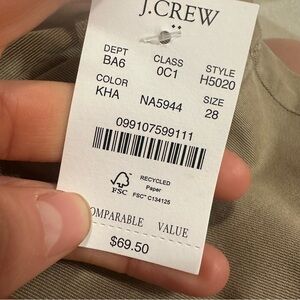 J.CREW
DEPT CLASS STYLE
BA6 0C1 H5020
COLOR SIZE
KHA NA5944 28
099107599111
FSC RECYCLED
Paper
FSC® C134125
OMPARABLE VALUE
$69.50